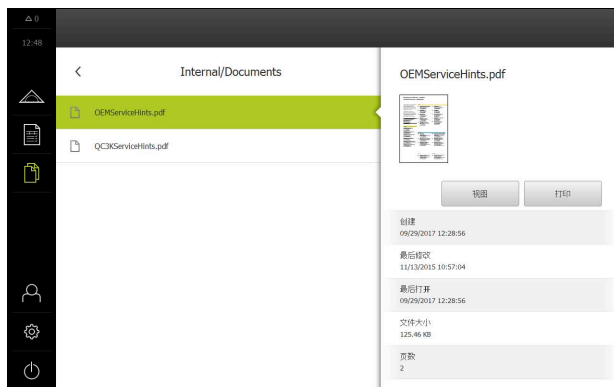 0
12:48
Internal/Documents
OEMServiceHints.pdf
QC3KServiceHints.pdf
OEMServiceHints.pdf
视图 打印
创建
09/29/2017 12:28:56
最后修改
11/13/2015 10:57:04
最后打开
09/29/2017 12:28:56
文件大小
125.46 KB
页数
2